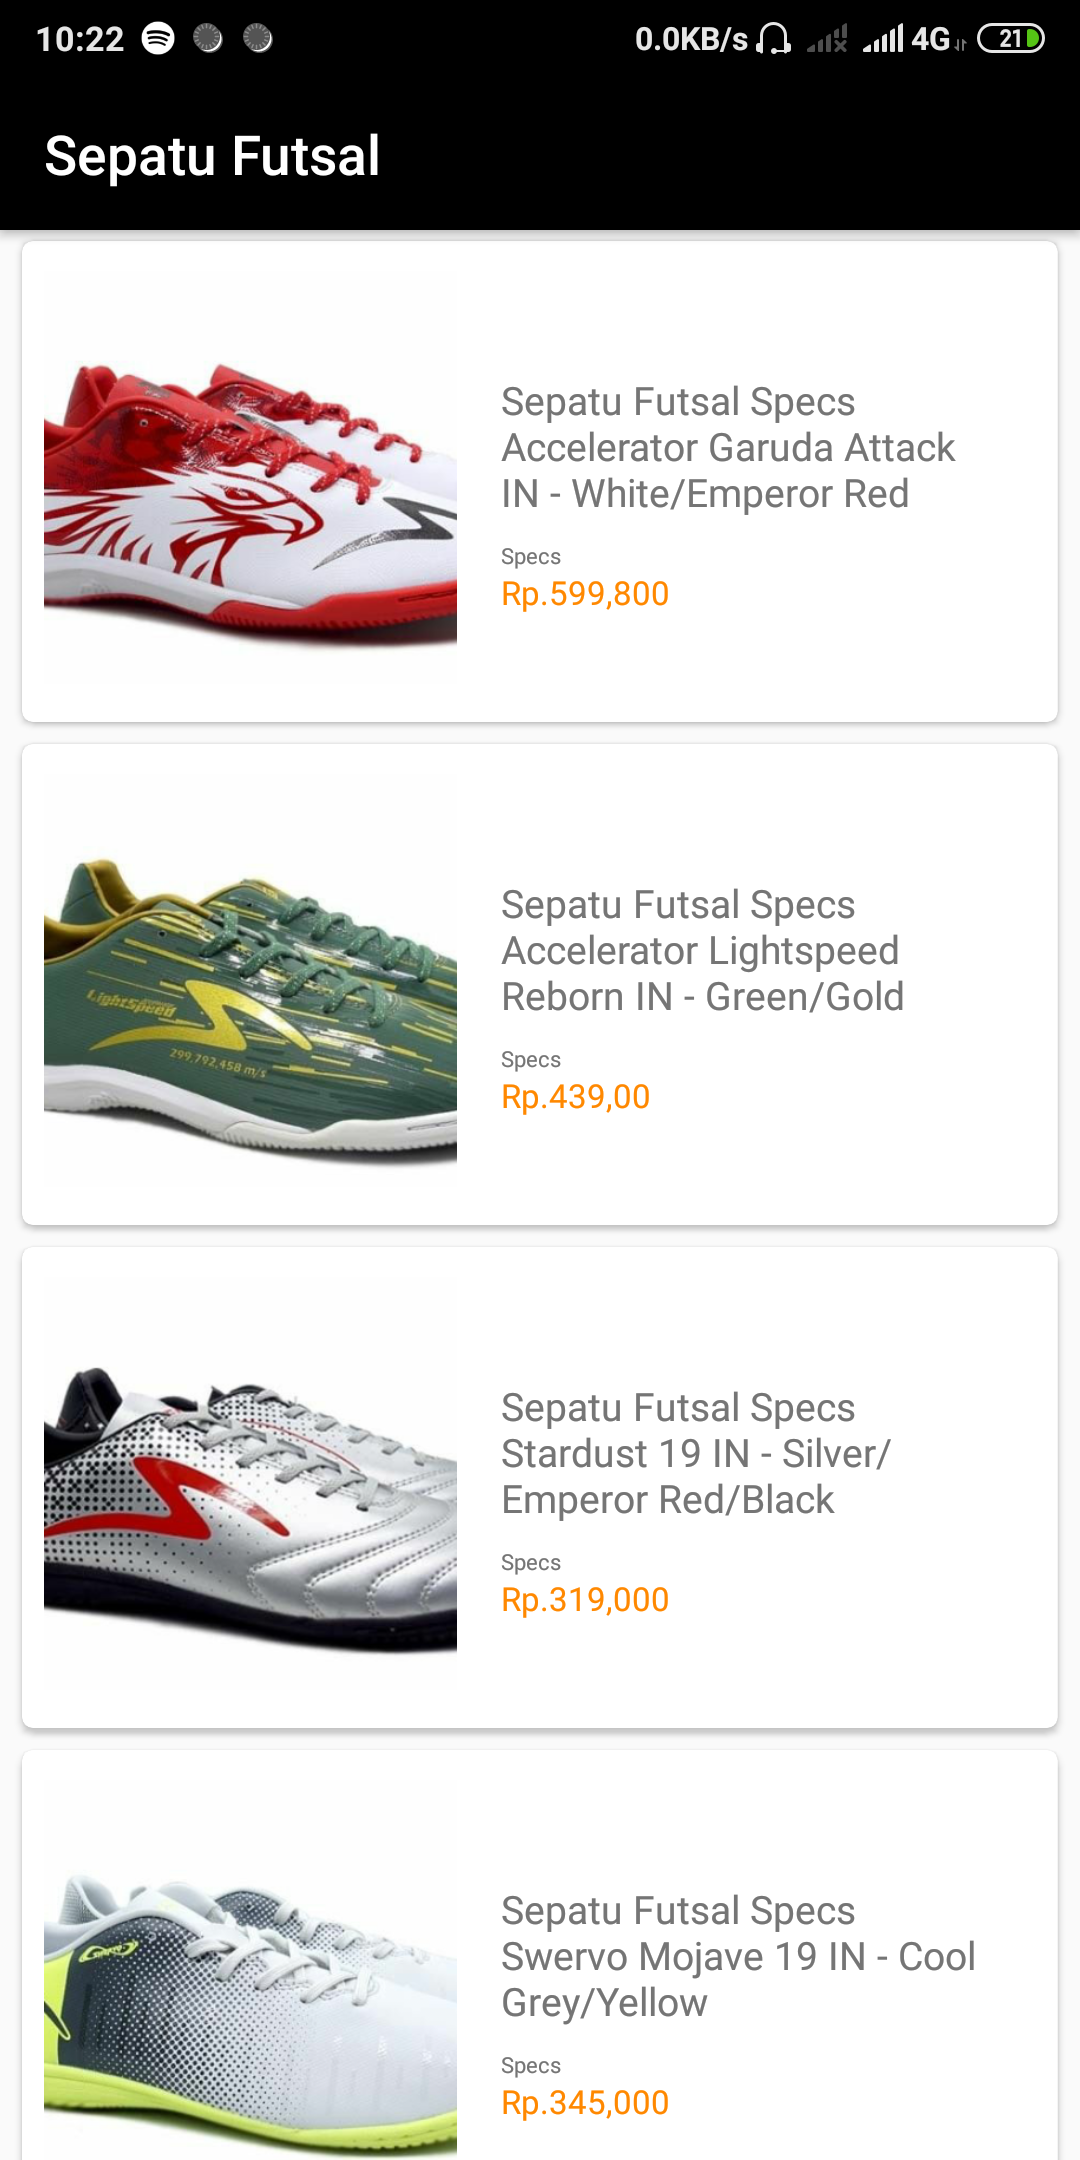 10:22 0.0KB/s 4G 21
Sepatu Futsal
Sepatu Futsal Specs
Accelerator Garuda Attack
IN - White/Emperor Red
Specs
Rp.599,800
LightSpeed
299,792,458 m/s
Sepatu Futsal Specs
Accelerator Lightspeed
Reborn IN - Green/Gold
Specs
Rp.439,00
Sepatu Futsal Specs
Stardust 19 IN - Silver/
Emperor Red/Black
Specs
Rp.319,000
Sepatu Futsal Specs
Swervo Mojave 19 IN - Cool
Grey/Yellow
Specs
Rp.345,000